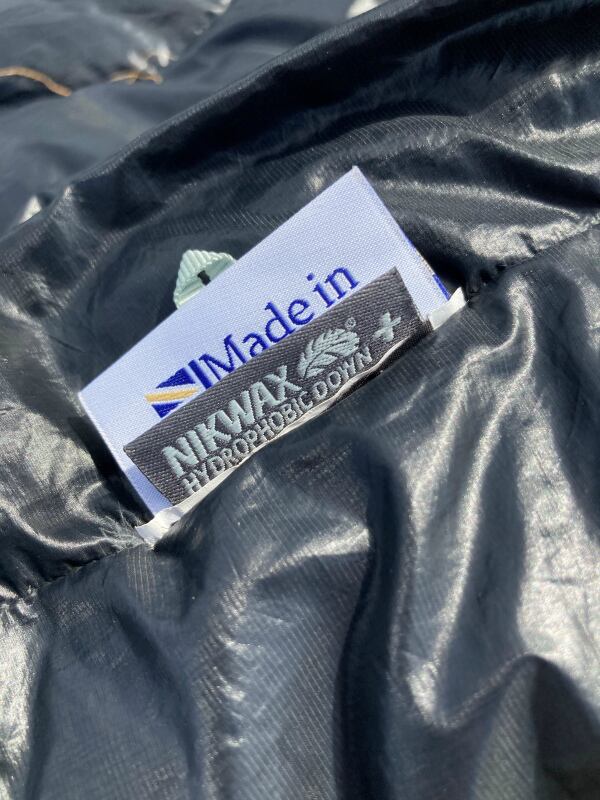 Made in
NIKWAX ® +
HYDROPHOBIC DOWN